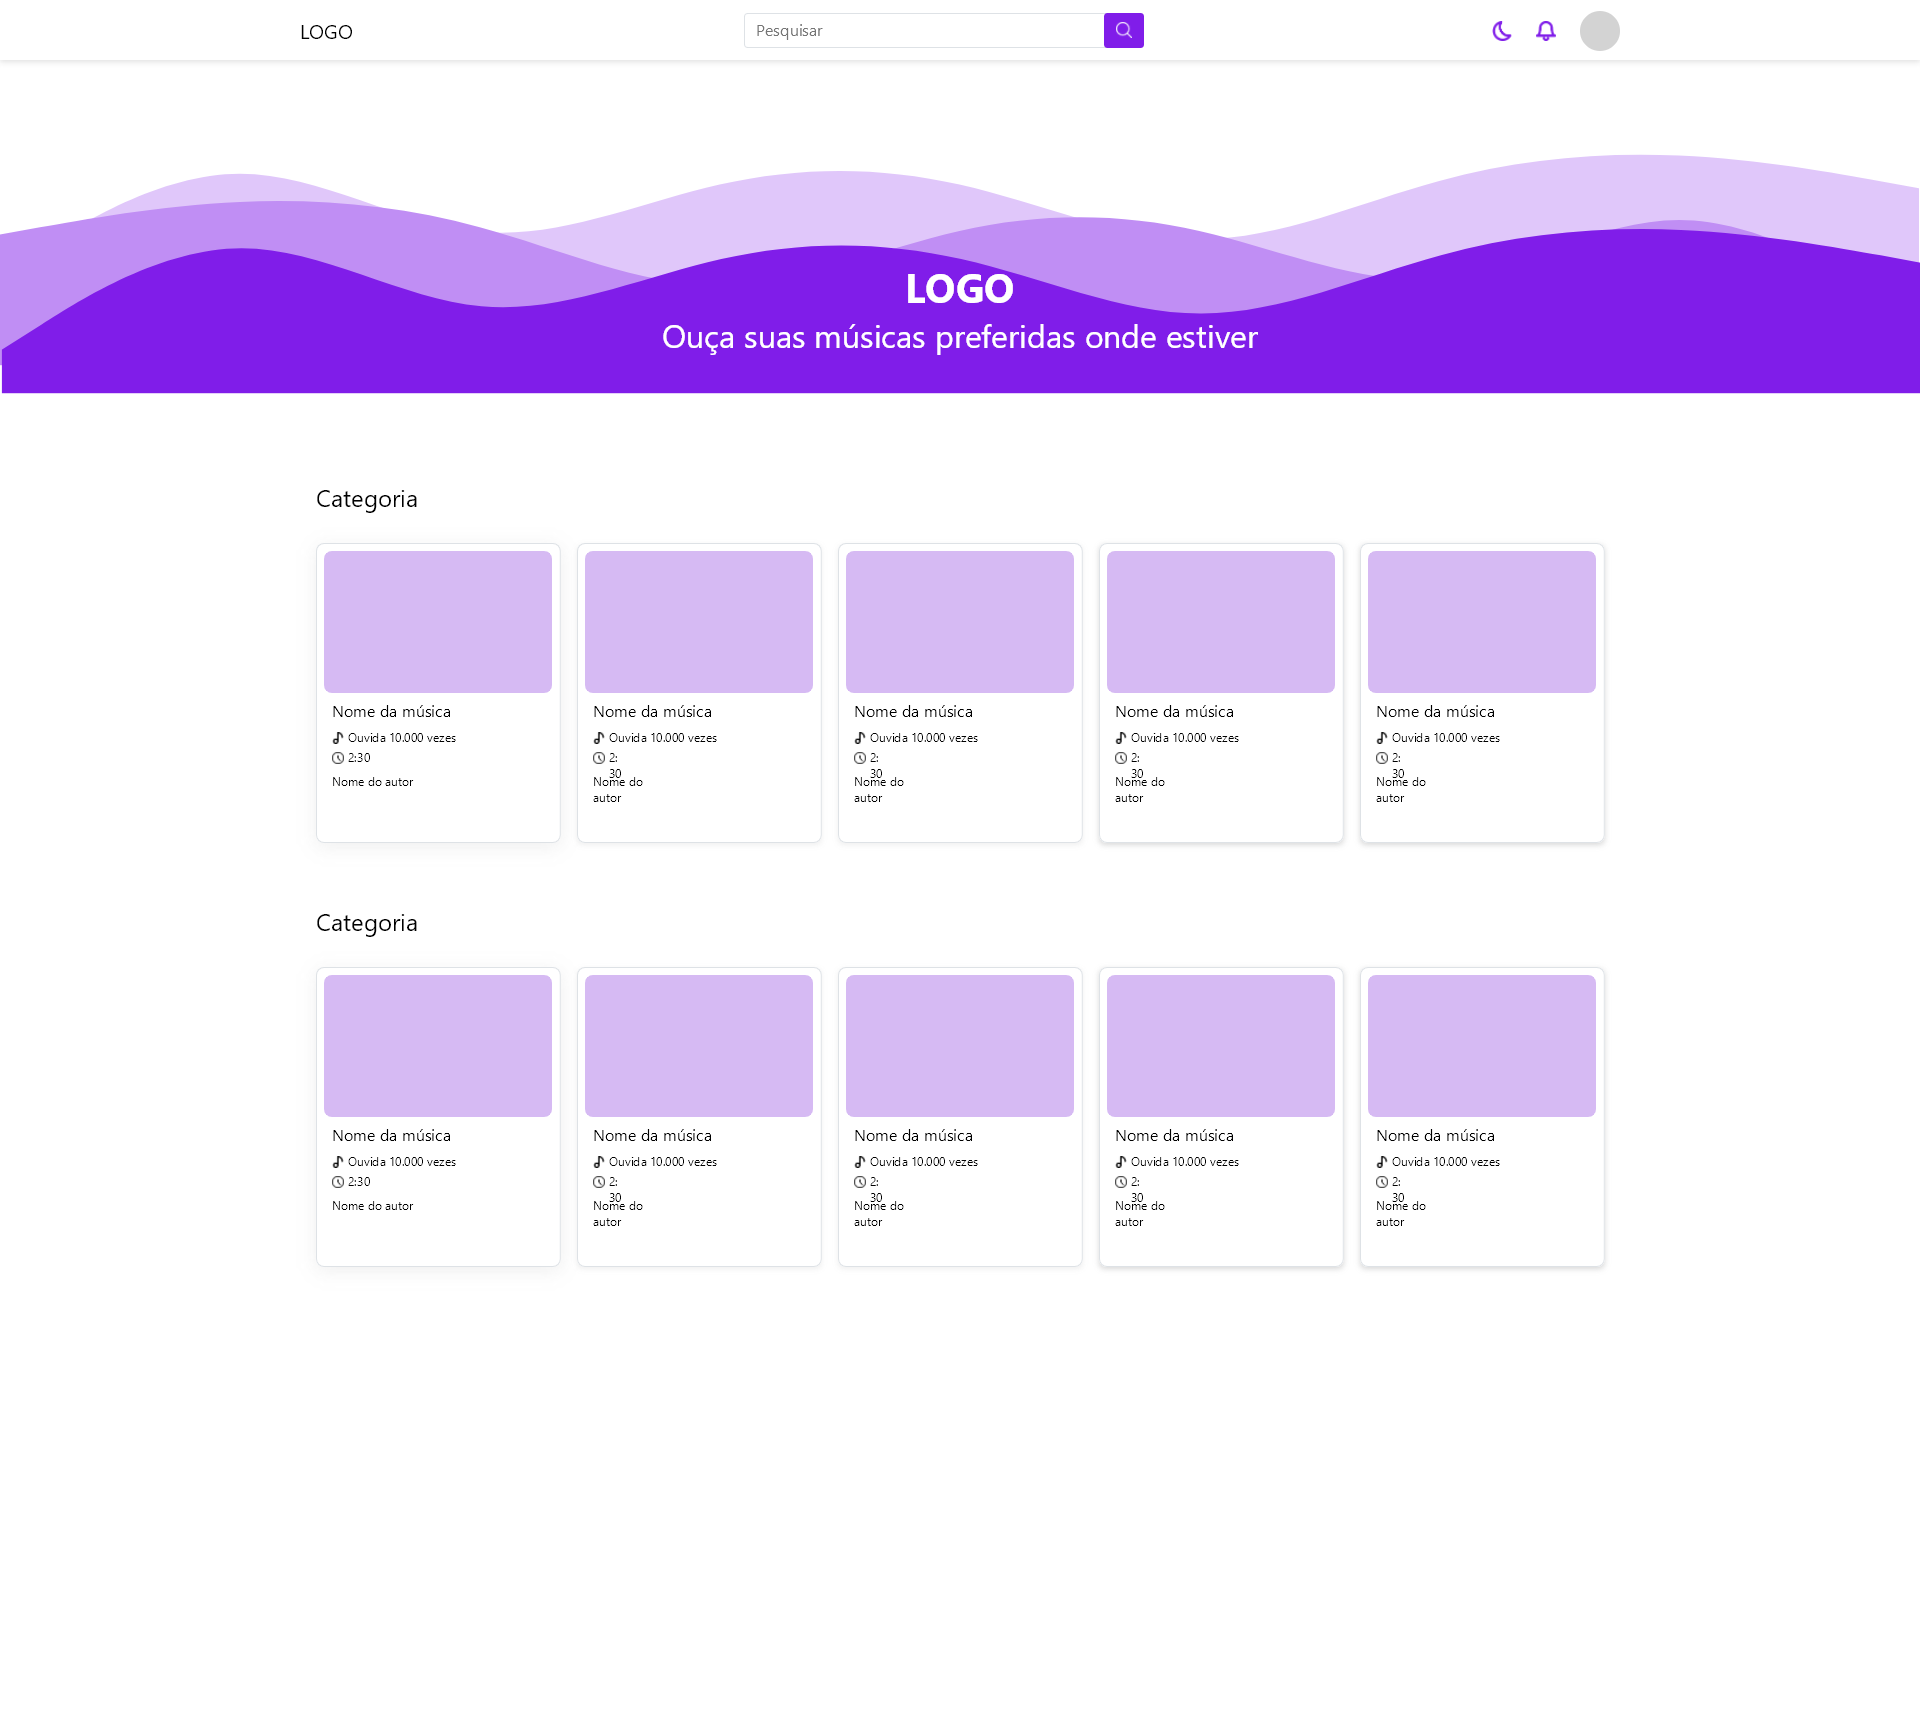 LOGO
Pesquisar
LOGO
Ouça suas músicas preferidas onde estiver
Categoria
Nome da música
Ouvida 10.000 vezes
2:30
Nome do autor
Nome da música
Ouvida 10.000 vezes
2:
30
Nome do
autor
Nome da música
Ouvida 10.000 vezes
2:
30
Nome do
autor
Nome da música
Ouvida 10.000 vezes
2:
30
Nome do
autor
Nome da música
Ouvida 10.000 vezes
2:
30
Nome do
autor
Categoria
Nome da música
Ouvida 10.000 vezes
2:30
Nome do autor
Nome da música
Ouvida 10.000 vezes
2:
30
Nome do
autor
Nome da música
Ouvida 10.000 vezes
2:
30
Nome do
autor
Nome da música
Ouvida 10.000 vezes
2:
30
Nome do
autor
Nome da música
Ouvida 10.000 vezes
2:
30
Nome do
autor